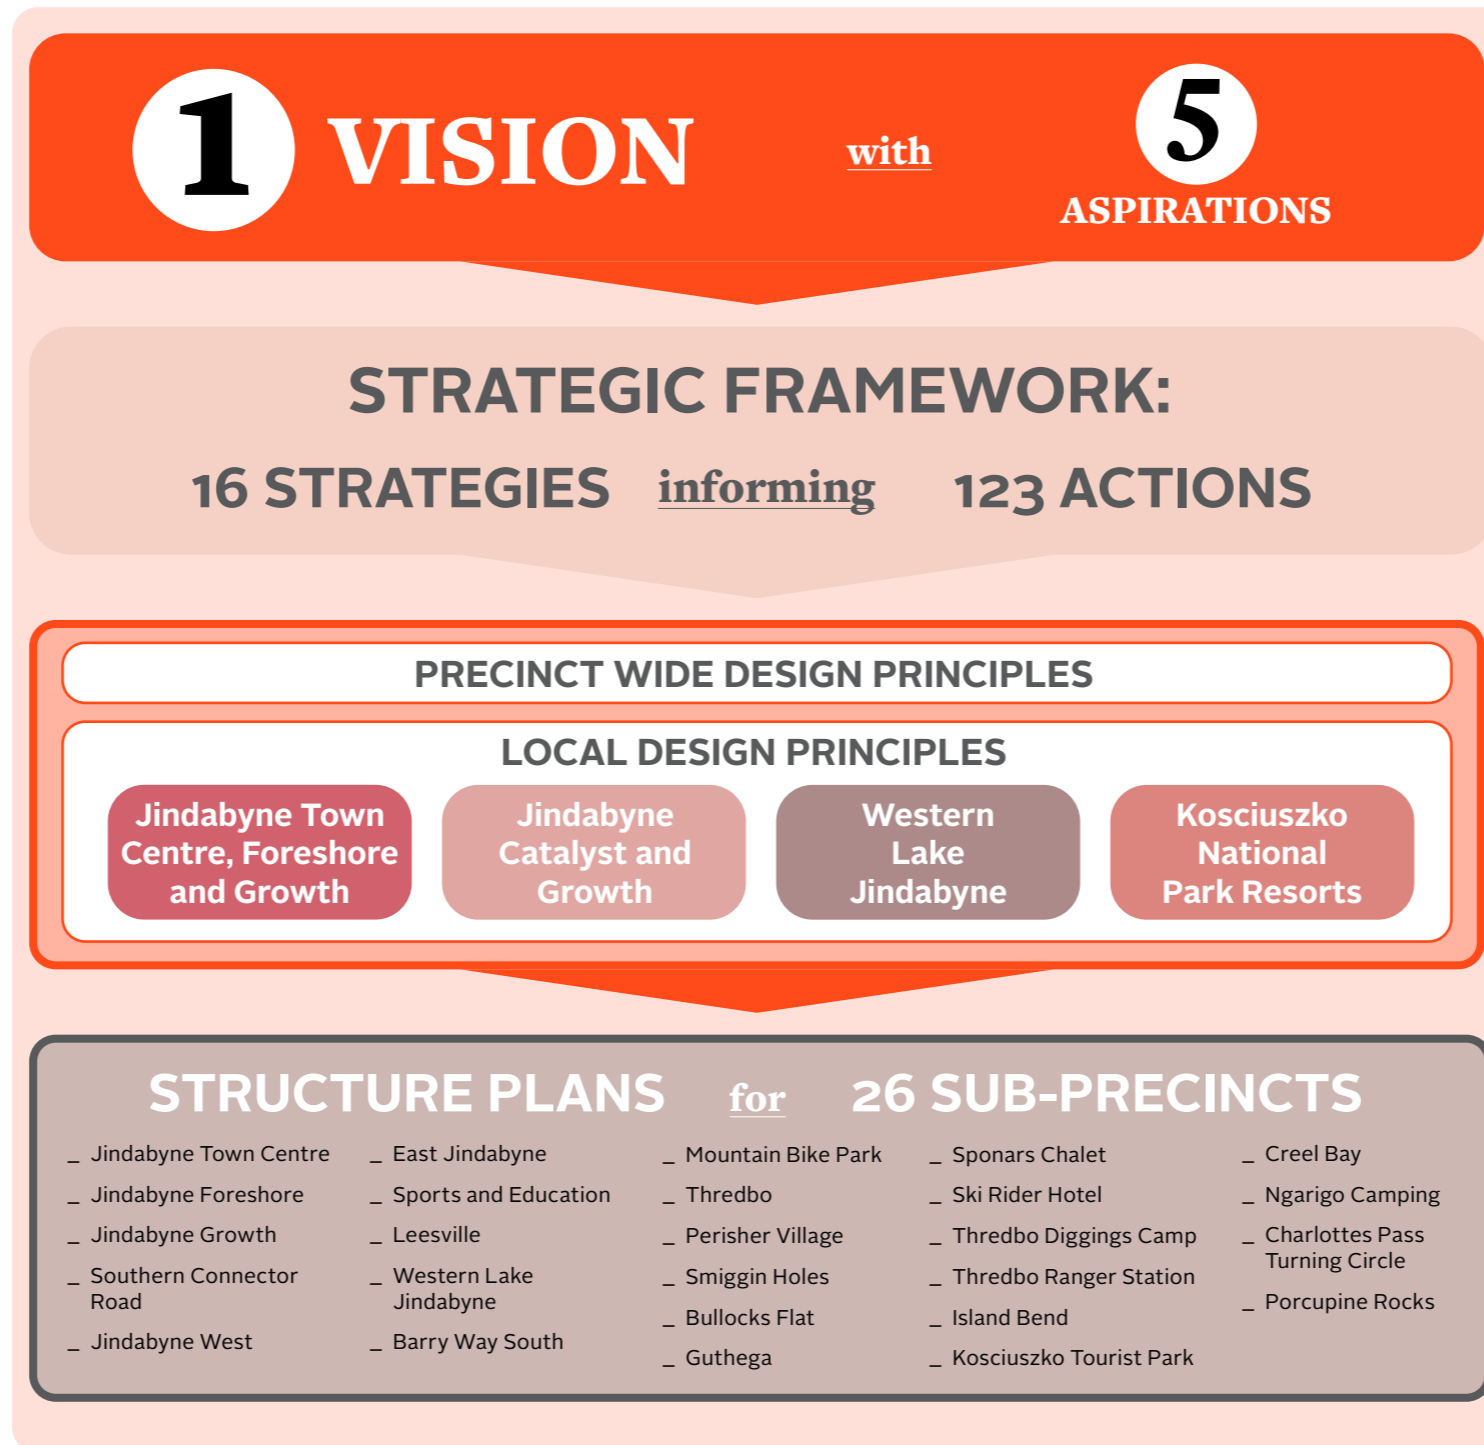 1 VISION with 5
ASPIRATIONS
STRATEGIC FRAMEWORK:
16 STRATEGIES informing 123 ACTIONS
PRECINCT WIDE DESIGN PRINCIPLES
LOCAL DESIGN PRINCIPLES
Jindabyne Town
Centre, Foreshore
and Growth
Jindabyne
Catalyst and
Growth
Western
Lake
Jindabyne
Kosciuszko
National
Park Resorts
STRUCTURE PLANS for 26 SUB-PRECINCTS
_ Jindabyne Town Centre
_ Jindabyne Foreshore
_ Jindabyne Growth
_ Southern Connector
Road
_ Jindabyne West
_ East Jindabyne
_ Sports and Education
_ Leesville
_ Western Lake
Jindabyne
_ Barry Way South
_ Mountain Bike Park
_ Thredbo
_ Perisher Village
_ Smiggin Holes
_ Bullocks Flat
_ Guthega
_ Sponars Chalet
_ Ski Rider Hotel
_ Thredbo Diggings Camp
_ Thredbo Ranger Station
_ Island Bend
_ Kosciuszko Tourist Park
_ Creel Bay
_ Ngarigo Camping
_ Charlottes Pass
Turning Circle
_ Porcupine Rocks